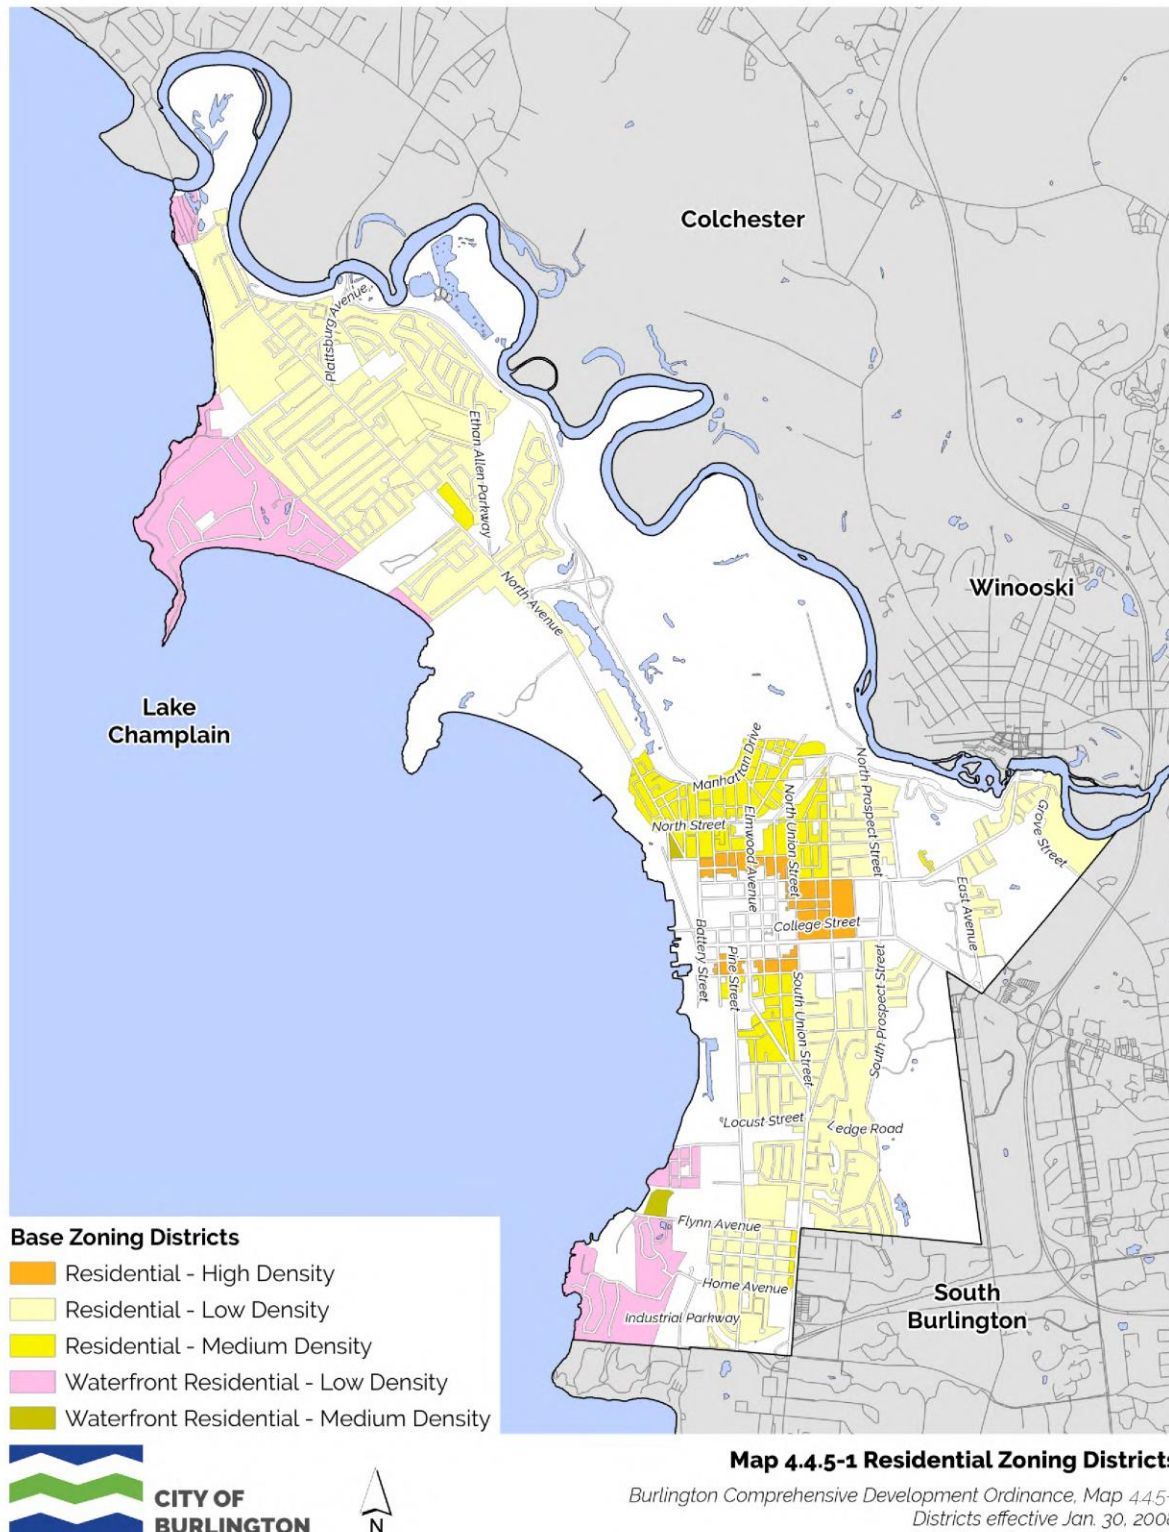 Colchester
Plattsburg Avenue
Ethan Allen Parkway
Winooski
North Avenue
Lake
Champlain
Manhattan Drive
North Prospect Street
North Union Street
Elmwood Avenue
North Street
Grove Street
East Avenue
College Street
Battery Street
Pine Street
South Union Street
South Prospect Street
Locust Street
Ledge Road
Flynn Avenue
Home Avenue
Industrial Parkway
South
Burlington
Base Zoning Districts
Residential - High Density
Residential - Low Density
Residential - Medium Density
Waterfront Residential - Low Density
Waterfront Residential - Medium Density
CITY OF
BURLINGTON
N
Map 4.4.5-1 Residential Zoning Districts
Burlington Comprehensive Development Ordinance, Map 4.4.5-
Districts effective Jan. 30, 2008